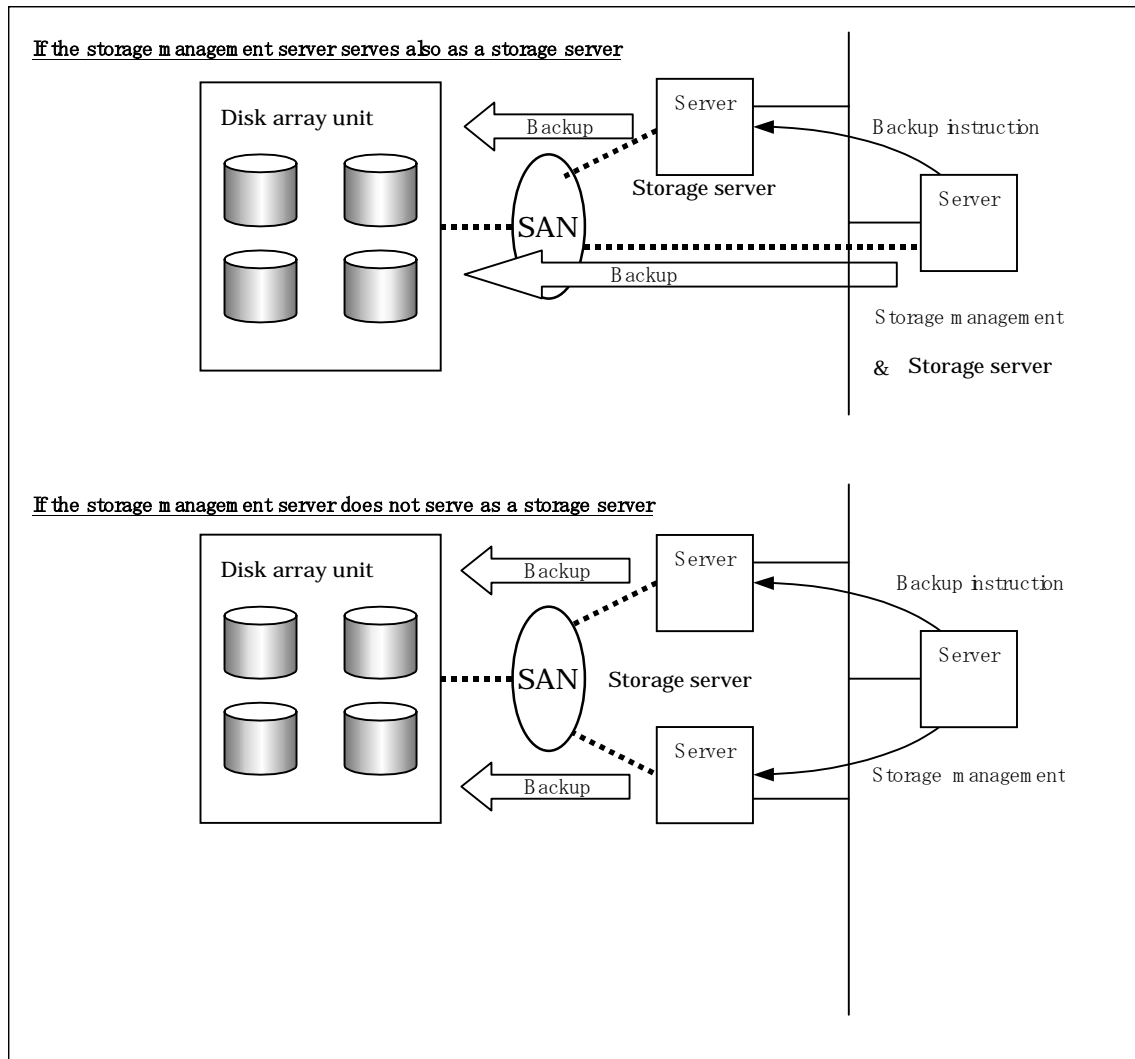 If the storage management server serves also as a storage server
Server
Disk array unit
Backup
Backup instruction
Storage server
Server
SAN
Backup
Storage management
& Storage server
If the storage management server does not serve as a storage server
Server
Disk array unit
Backup
Backup instruction
Server
SAN
Storage server
Server
Storage management
Backup